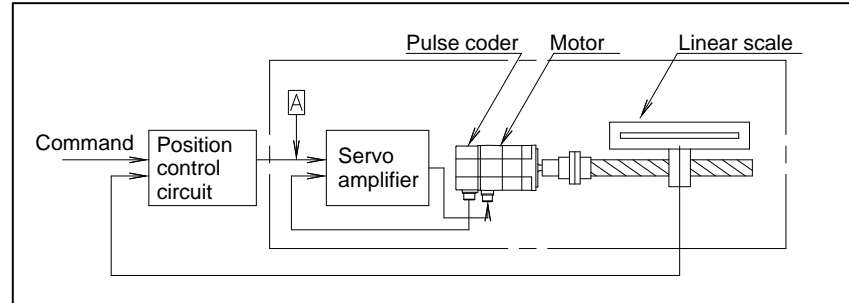 Pulse coder
Motor
Linear scale
A
Command
Position
control
circuit
Servo
amplifier